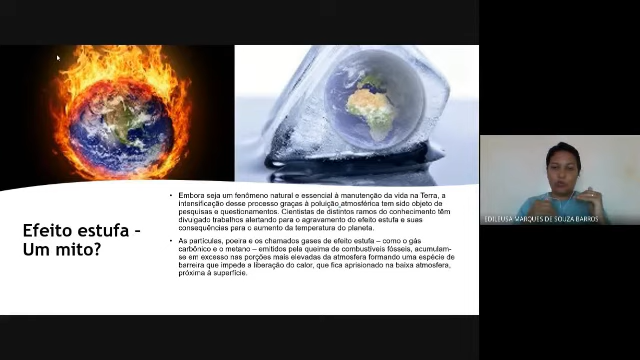 Efeito estufa -
Um mito?
• Embora seja um fenômeno natural e essencial à manutenção da vida na Terra, a
intensificação desse processo graças à poluição atmosférica tem sido objeto de
pesquisas e questionamentos. Cientistas de distintos ramos do conhecimento têm
divulgado trabalhos alertando para o agravamento do efeito estufa e suas
consequências para o aumento da temperatura do planeta.
• As partículas, poeira e os chamados gases de efeito estufa – como o gás
carbônico e o metano – emitidos pela queima de combustíveis fósseis, acumulam-
se em excesso nas porções mais elevadas da atmosfera formando uma espécie de
barreira que impede a liberação do calor, que fica aprisionado na baixa atmosfera,
próxima à superfície.
EDILEUSA MARQUES DE SOUZA BARROS